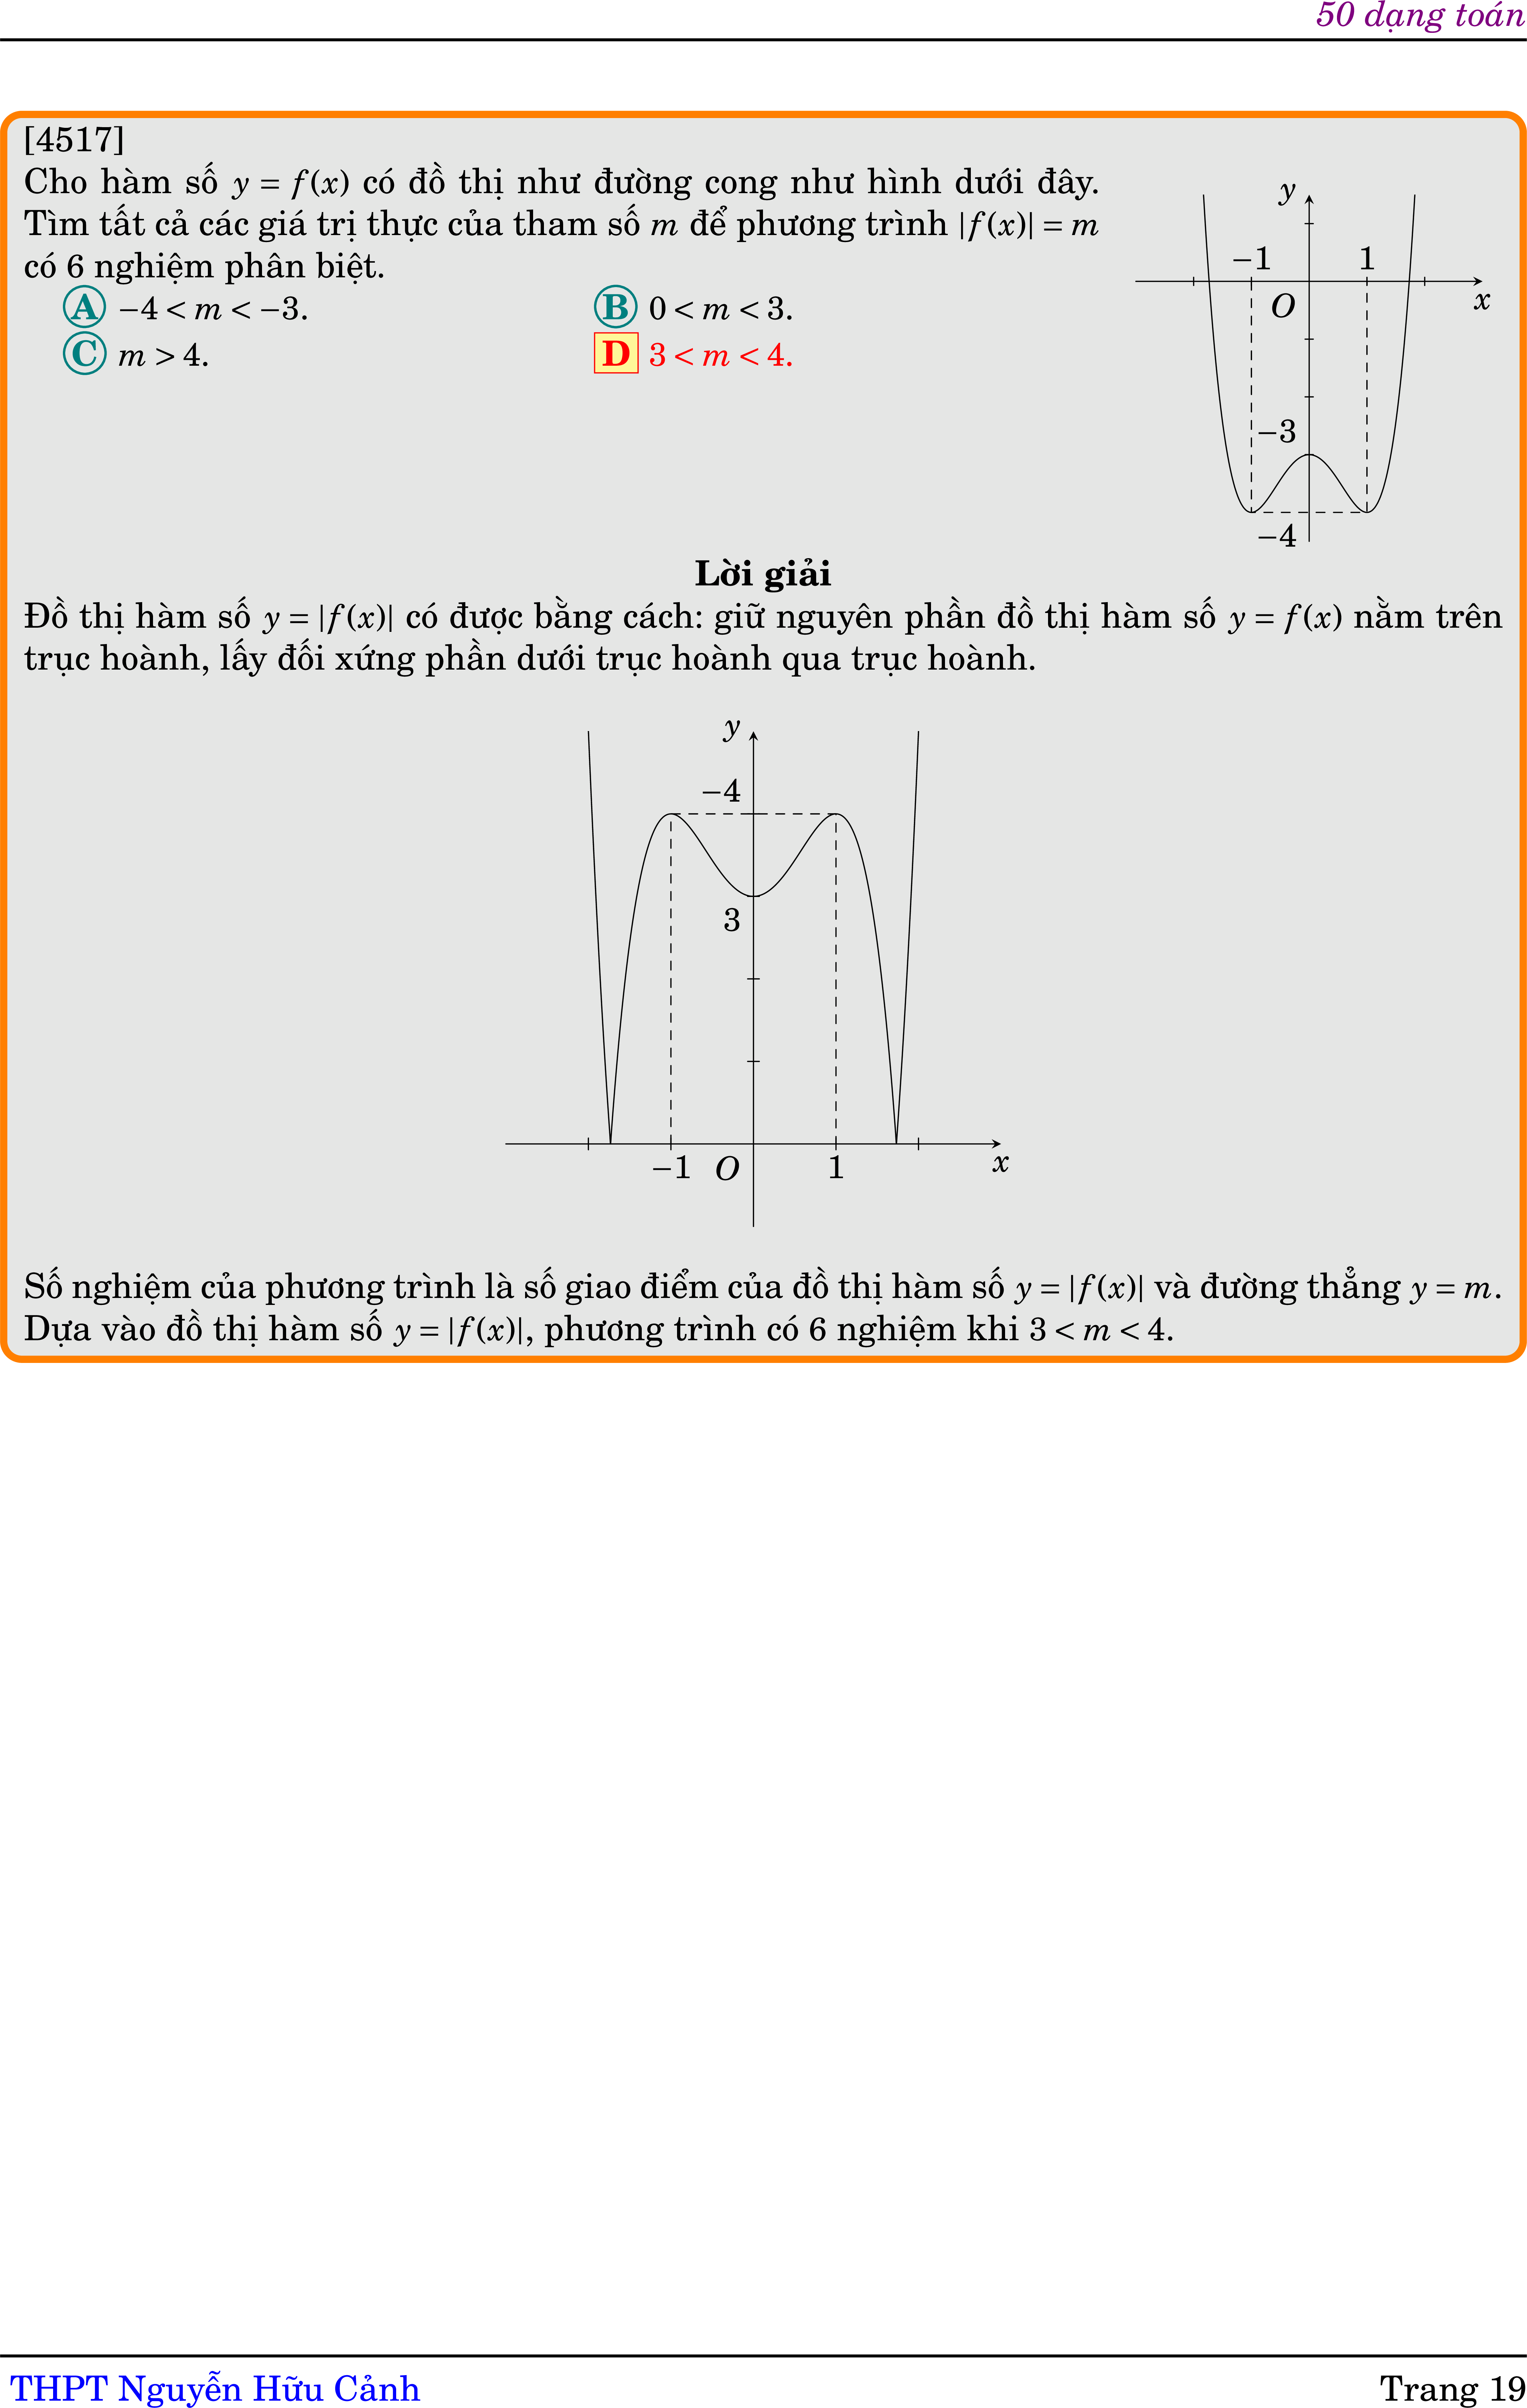 50 dạng toán
[4517]
Cho hàm số y = f(x) có đồ thị như đường cong như hình dưới đây.
Tìm tất cả các giá trị thực của tham số m để phương trình |f(x)| = m
có 6 nghiệm phân biệt.
A −4 < m < −3.
B 0 < m < 3.
C m > 4.
D 3 < m < 4.
y
−1
1
O
x
−3
−4
Lời giải
Đồ thị hàm số y = |f(x)| có được bằng cách: giữ nguyên phần đồ thị hàm số y = f(x) nằm trên
trục hoành, lấy đối xứng phần dưới trục hoành qua trục hoành.
y
−4
3
−1
O
1
x
Số nghiệm của phương trình là số giao điểm của đồ thị hàm số y = |f(x)| và đường thẳng y = m.
Dựa vào đồ thị hàm số y = |f(x)|, phương trình có 6 nghiệm khi 3 < m < 4.
THPT Nguyễn Hữu Cảnh
Trang 19